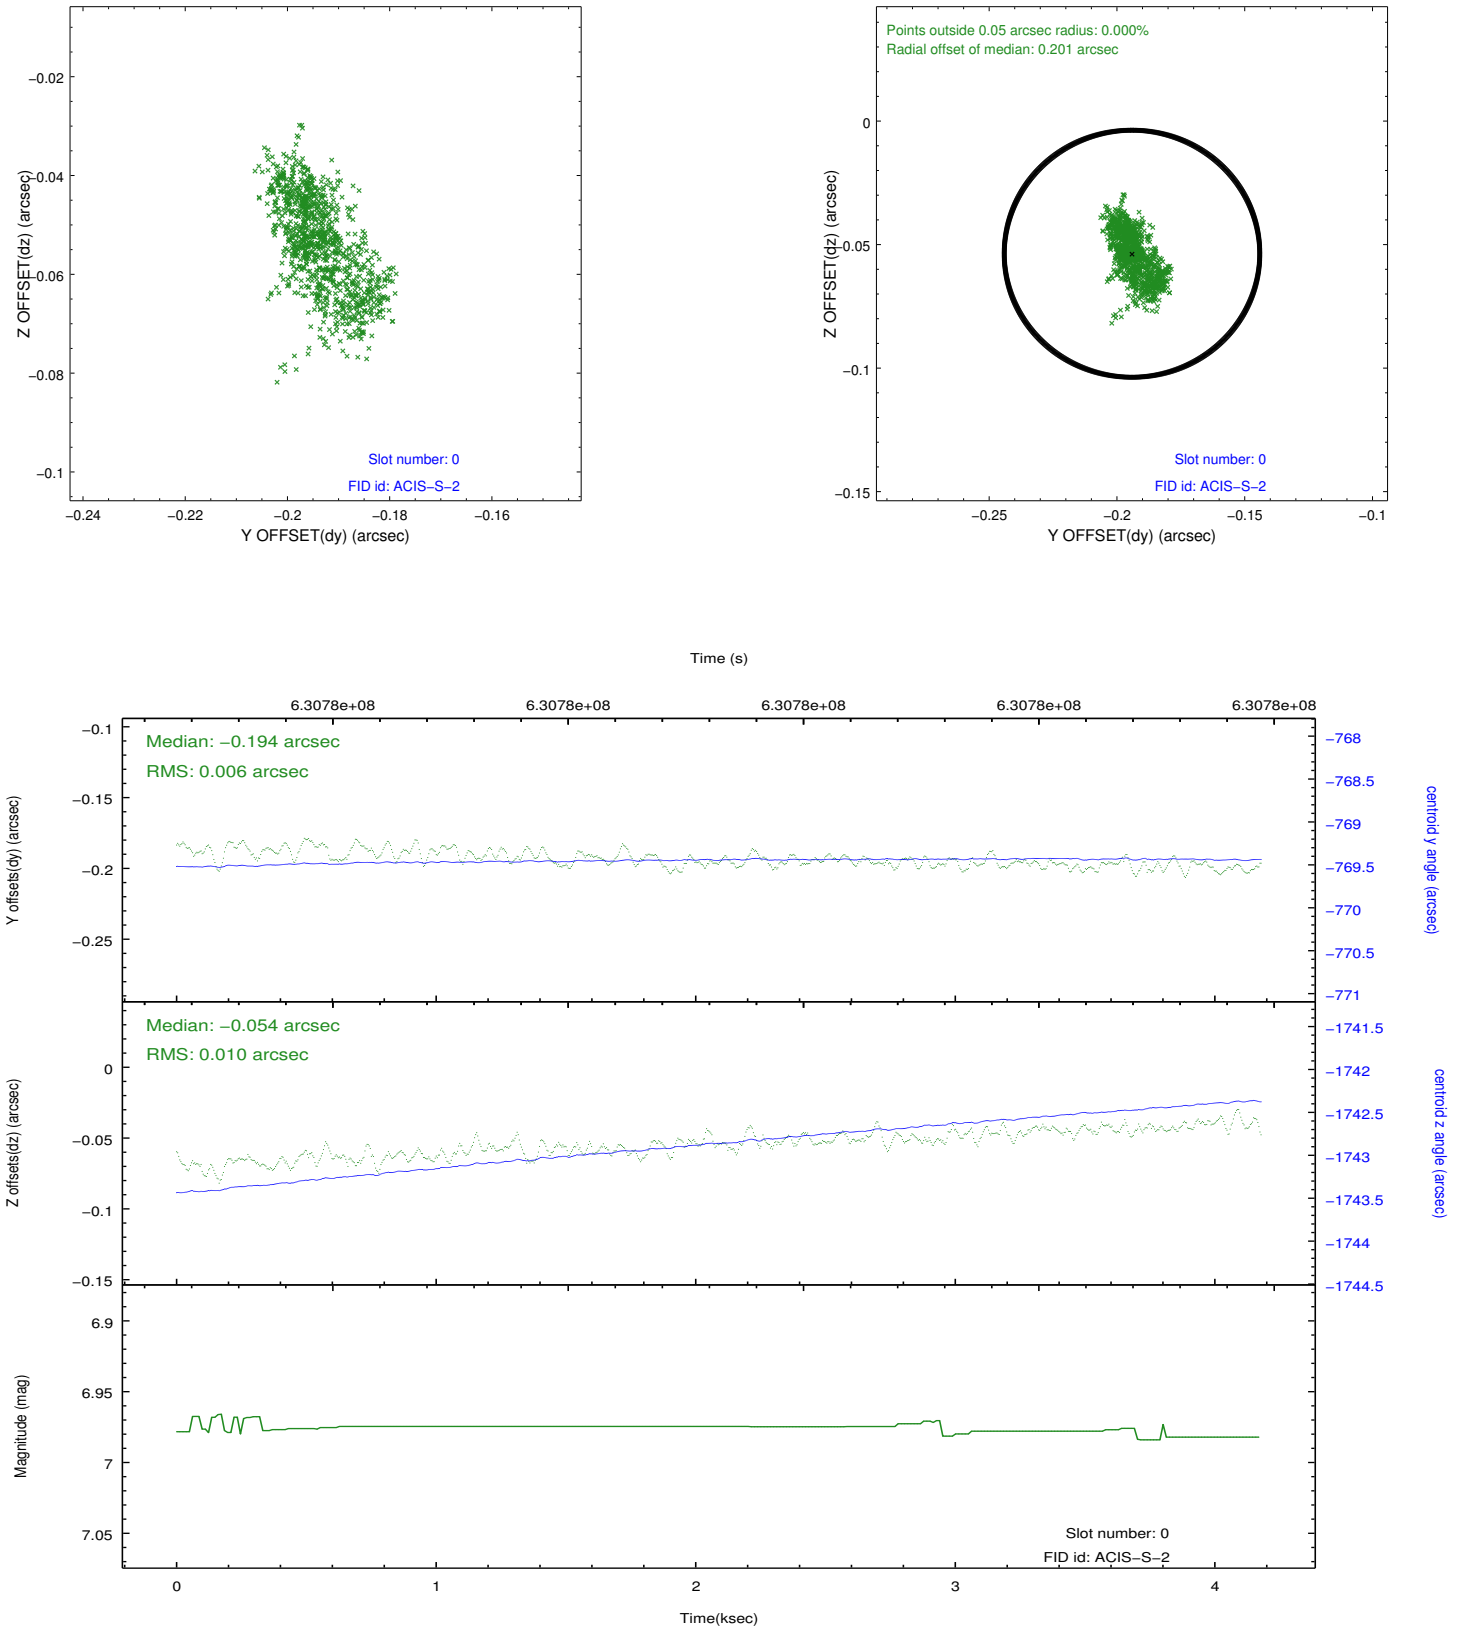 −0.02
−0.04
−0.06
−0.08
−0.1
Z OFFSET(dz) (arcsec)
Slot number: 0
FID id: ACIS−S−2
−0.24
−0.22
−0.2
−0.18
−0.16
Y OFFSET(dy) (arcsec)
Points outside 0.05 arcsec radius: 0.000%
Radial offset of median: 0.201 arcsec
0
−0.05
−0.1
−0.15
Z OFFSET(dz) (arcsec)
Slot number: 0
FID id: ACIS−S−2
−0.25
−0.2
−0.15
−0.1
Y OFFSET(dy) (arcsec)
Time (s)
6.3078e+08
6.3078e+08
6.3078e+08
6.3078e+08
6.3078e+08
−0.1
−0.15
−0.2
−0.25
Y offsets(dy) (arcsec)
Median: −0.194 arcsec
RMS: 0.006 arcsec
−768
−768.5
−769
−769.5
−770
−770.5
−771
centroid y angle (arcsec)
0
−0.05
−0.1
−0.15
Z offsets(dz) (arcsec)
Median: −0.054 arcsec
RMS: 0.010 arcsec
−1741.5
−1742
−1742.5
−1743
−1743.5
−1744
−1744.5
centroid z angle (arcsec)
6.9
6.95
7
7.05
Magnitude (mag)
Slot number: 0
FID id: ACIS−S−2
0
1
2
3
4
Time(ksec)